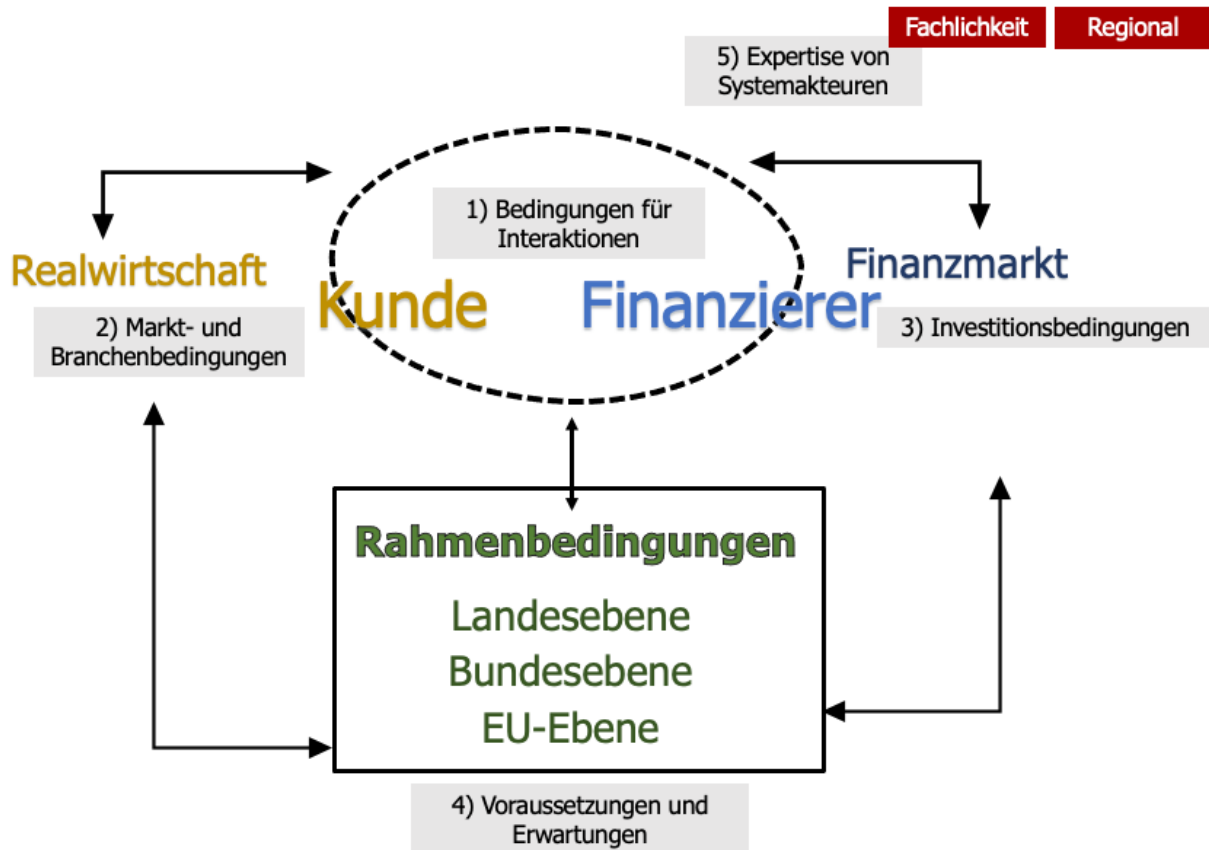 Fachlichkeit
Regional
5) Expertise von
Systemakteuren
1) Bedingungen für
Interaktionen
Realwirtschaft
Finanzmarkt
Kunde
Finanzierer
2) Markt- und
Branchenbedingungen
3) Investitionsbedingungen
Rahmenbedingungen
Landesebene
Bundesebene
EU-Ebene
4) Voraussetzungen und
Erwartungen